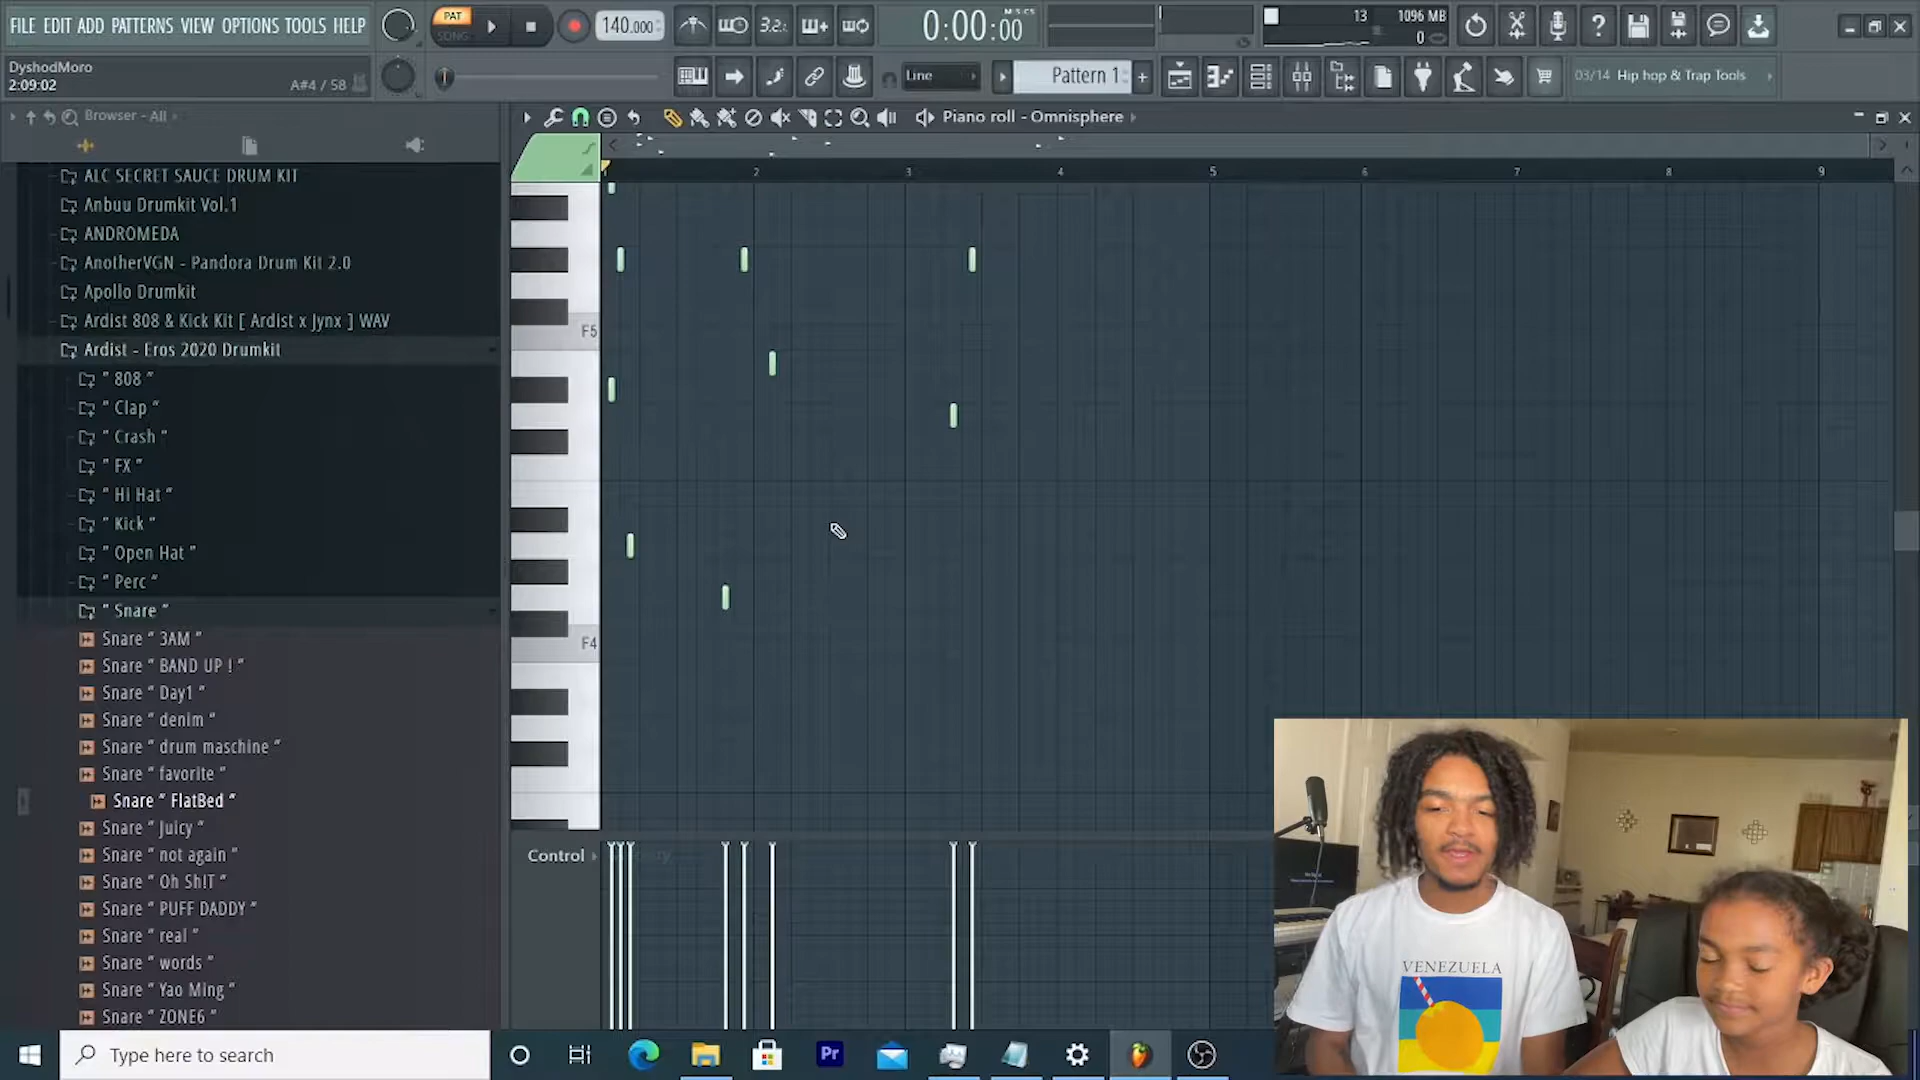 FILE EDIT ADD PATTERNS VIEW OPTIONS TOOLS HELP
PAT
SONG
140.000
3.2.
0:00:00
M:S:CS
13
1096 MB
0
DyshodMoro
2:09:02
A#4 / 58
Line
Pattern 1
03/14 Hip hop & Trap Tools
Browser - All
Piano roll - Omnisphere
1 2 3 4 5 6 7 8 9
ALC SECRET SAUCE DRUM KIT
Anbuu Drumkit Vol.1
ANDROMEDA
AnotherVGN - Pandora Drum Kit 2.0
Apollo Drumkit
Ardist 808 & Kick Kit [ Ardist x Jynx ] WAV
Ardist - Eros 2020 Drumkit
" 808 "
" Clap "
" Crash "
" FX "
" Hi Hat "
" Kick "
" Open Hat "
" Perc "
" Snare "
Snare " 3AM "
Snare " BAND UP ! "
Snare " Day1 "
Snare " denim "
Snare " drum maschine "
Snare " favorite "
Snare " FlatBed "
Snare " Juicy "
Snare " not again "
Snare " Oh Sh!T "
Snare " PUFF DADDY "
Snare " real "
Snare " words "
Snare " Yao Ming "
Snare " ZONE6 "
F5
F4
Control
VENEZUELA
Type here to search
Pr